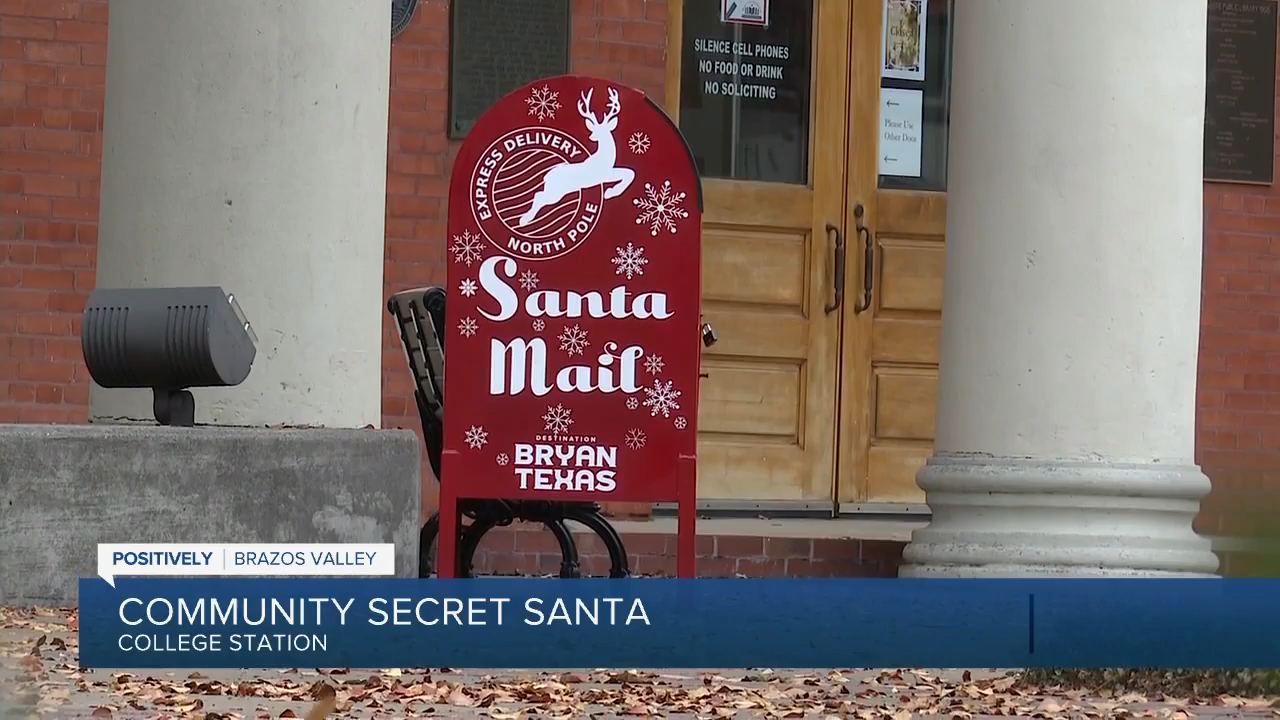 SILENCE CELL PHONES
NO FOOD OR DRINK
NO SOLICITING
Please Use
Other Door
EXPRESS DELIVERY
NORTH POLE
Santa
Mail
DESTINATION
BRYAN
TEXAS
POSITIVELY | BRAZOS VALLEY
COMMUNITY SECRET SANTA
COLLEGE STATION